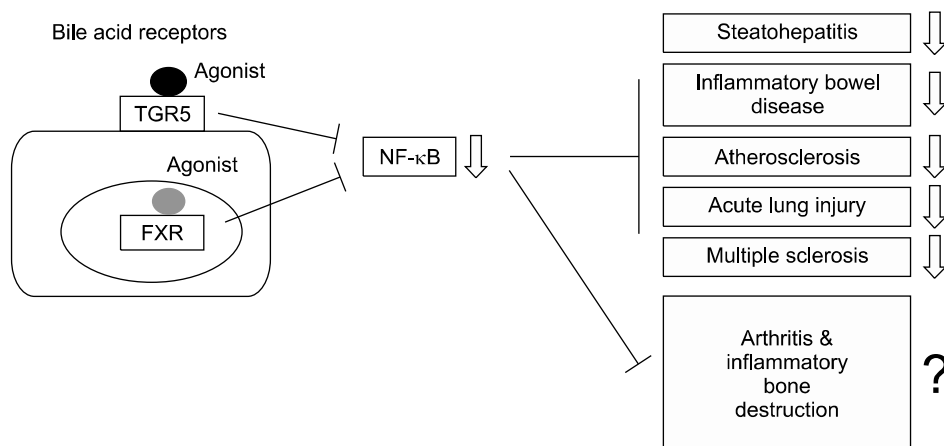 Bile acid receptors
Agonist
TGR5
Agonist
FXR
NF-κB
Steatohepatitis
Inflammatory bowel
disease
Atherosclerosis
Acute lung injury
Multiple sclerosis
Arthritis &
inflammatory
bone
destruction
?